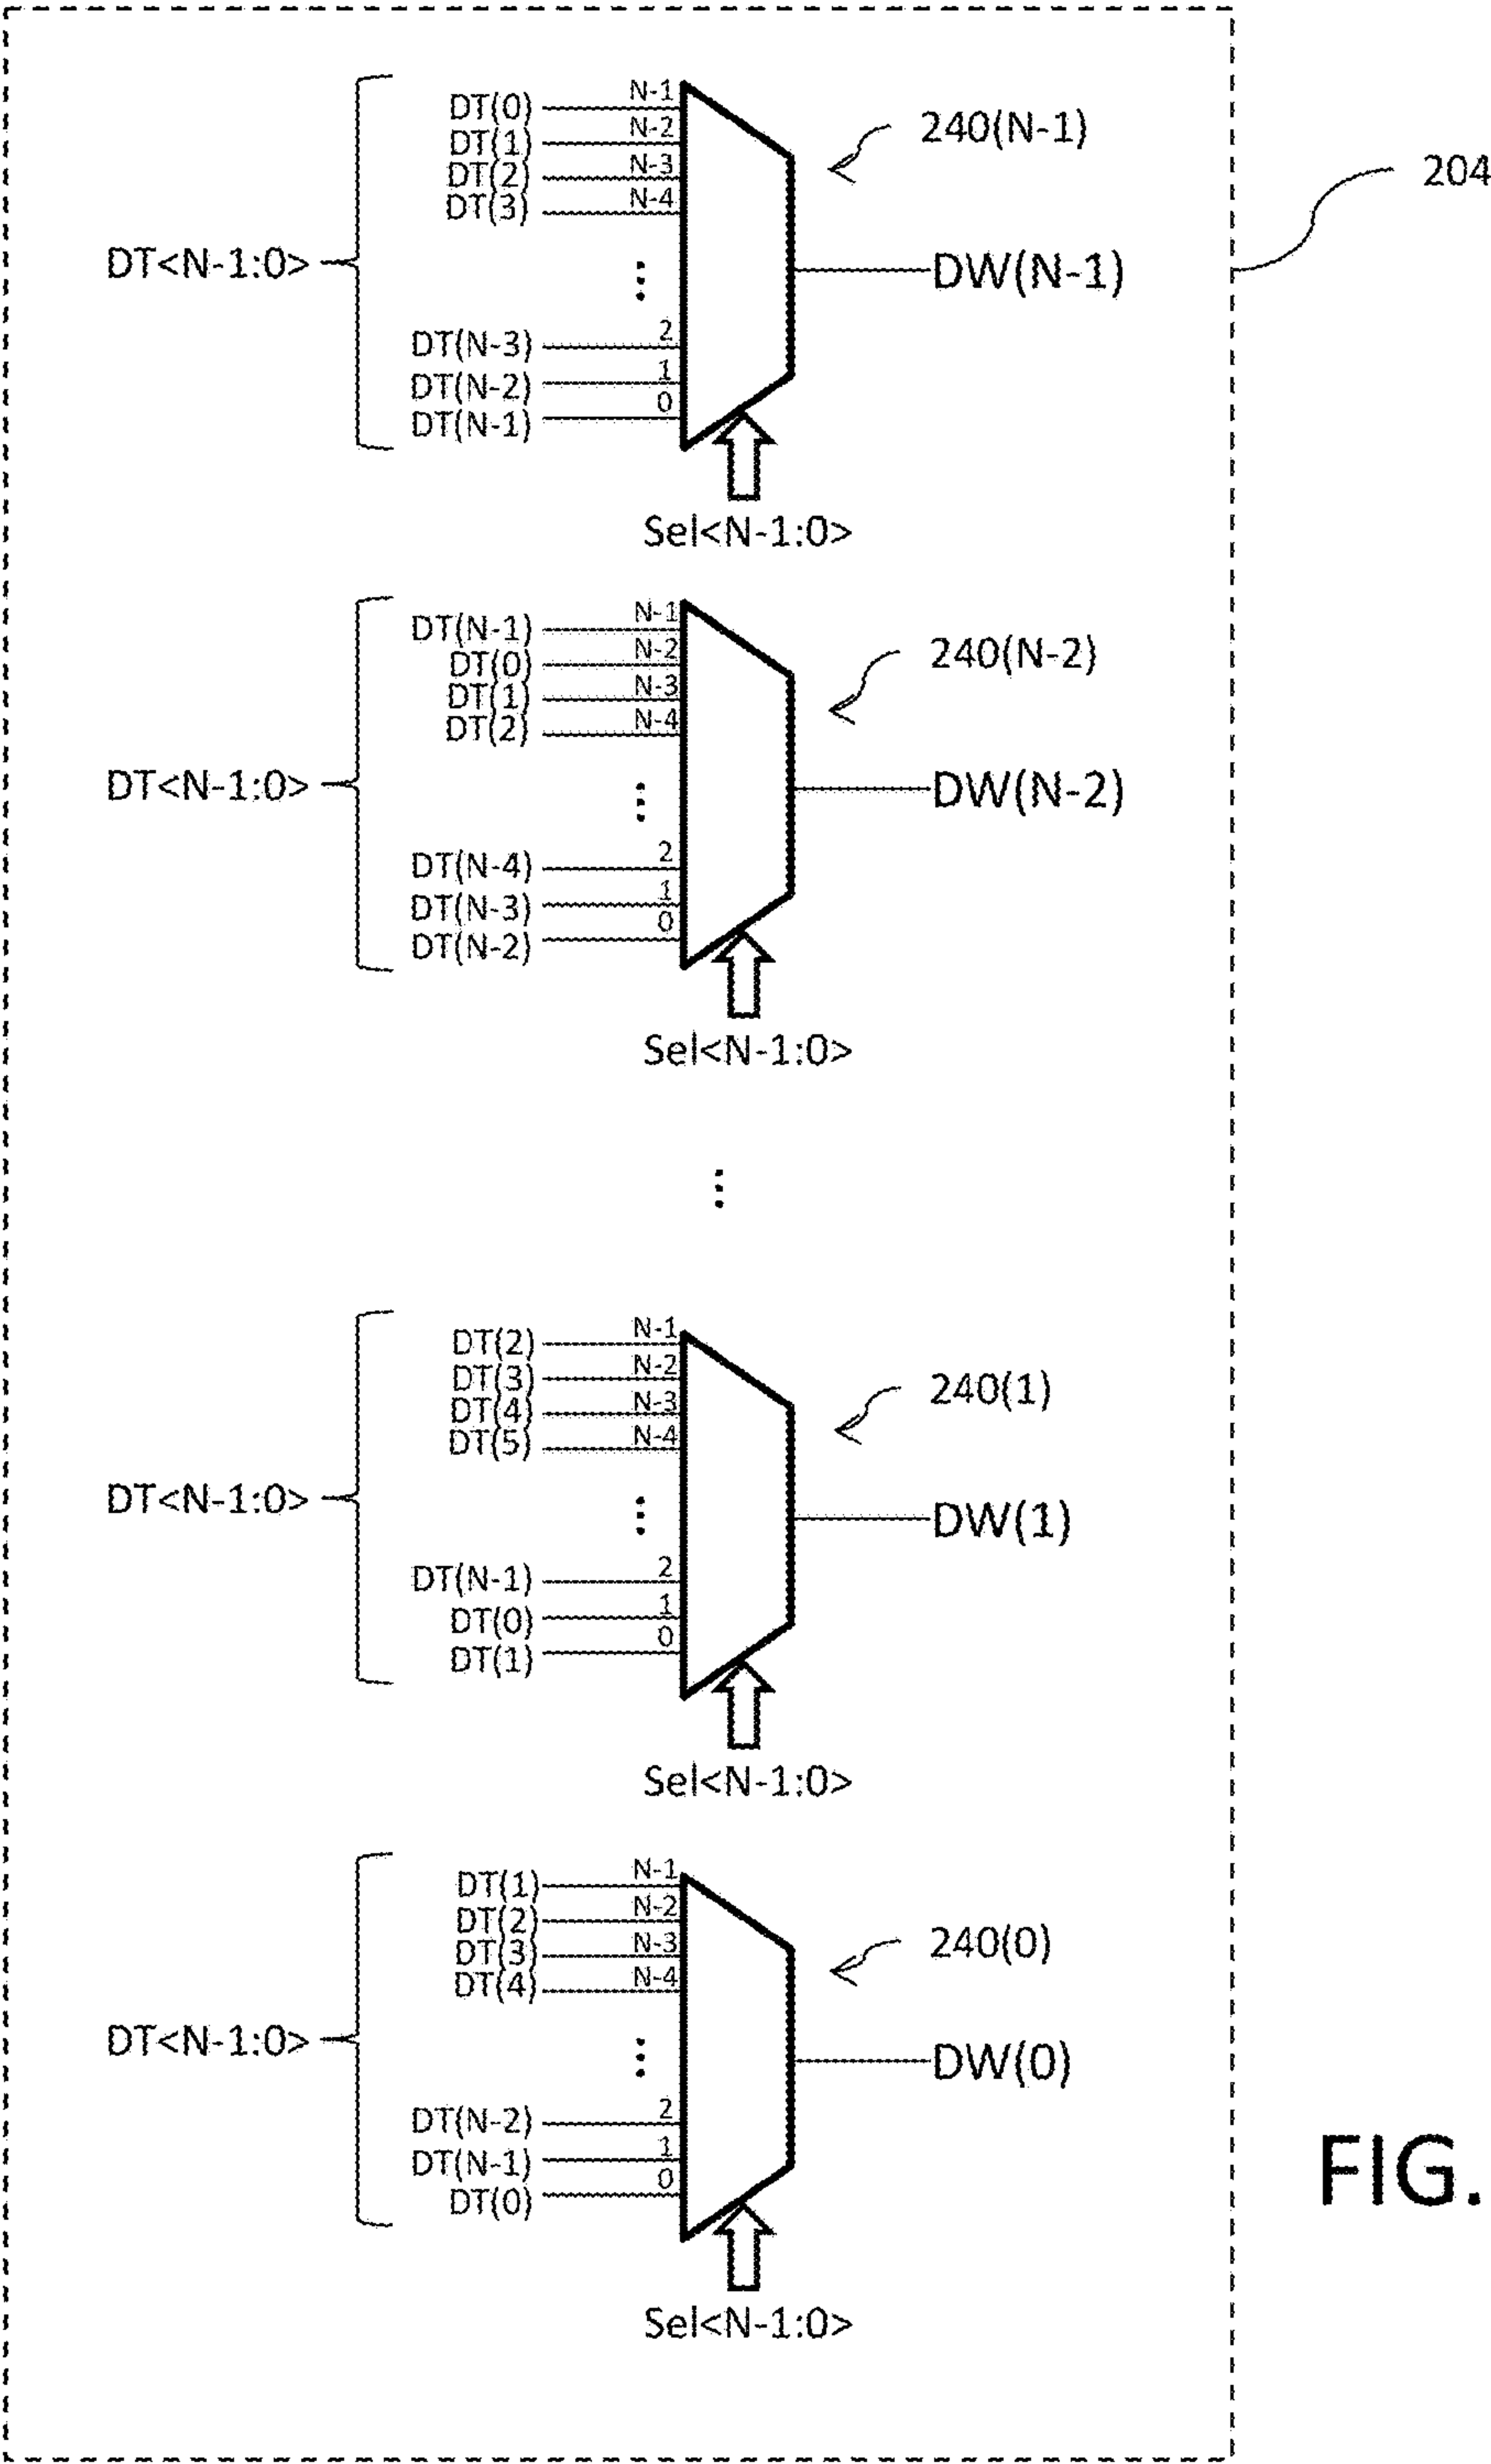 DT(0) N-1
240(N-1)
DT(1) N-2
204
DT(2) N-3
DT(3) N-4
DT<N-1:0>
DW(N-1)
DT(N-3) 2
DT(N-2) 1
DT(N-1) 0
Sel<N-1:0>
DT(N-1) N-1
240(N-2)
DT(0) N-2
DT(1) N-3
DT(2) N-4
DT<N-1:0>
DW(N-2)
DT(N-4) 2
DT(N-3) 1
DT(N-2) 0
Sel<N-1:0>
DT(2) N-1
DT(3) N-2
240(1)
DT(4) N-3
DT(5) N-4
DT<N-1:0>
DW(1)
DT(N-1) 2
DT(0) 1
DT(1) 0
Sel<N-1:0>
DT(1) N-1
DT(2) N-2
240(0)
DT(3) N-3
DT(4) N-4
DT<N-1:0>
DW(0)
DT(N-2) 2
DT(N-1) 1
DT(0) 0
FIG.
Sel<N-1:0>